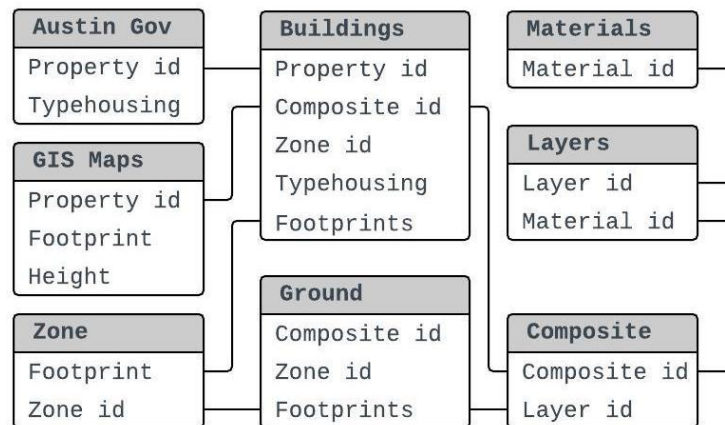 Austin Gov
Property id
Typehousing
GIS Maps
Property id
Footprint
Height
Zone
Footprint
Zone id
Buildings
Property id
Composite id
Zone id
Typehousing
Footprints
Ground
Composite id
Zone id
Footprints
Materials
Material id
Layers
Layer id
Material id
Composite
Composite id
Layer id